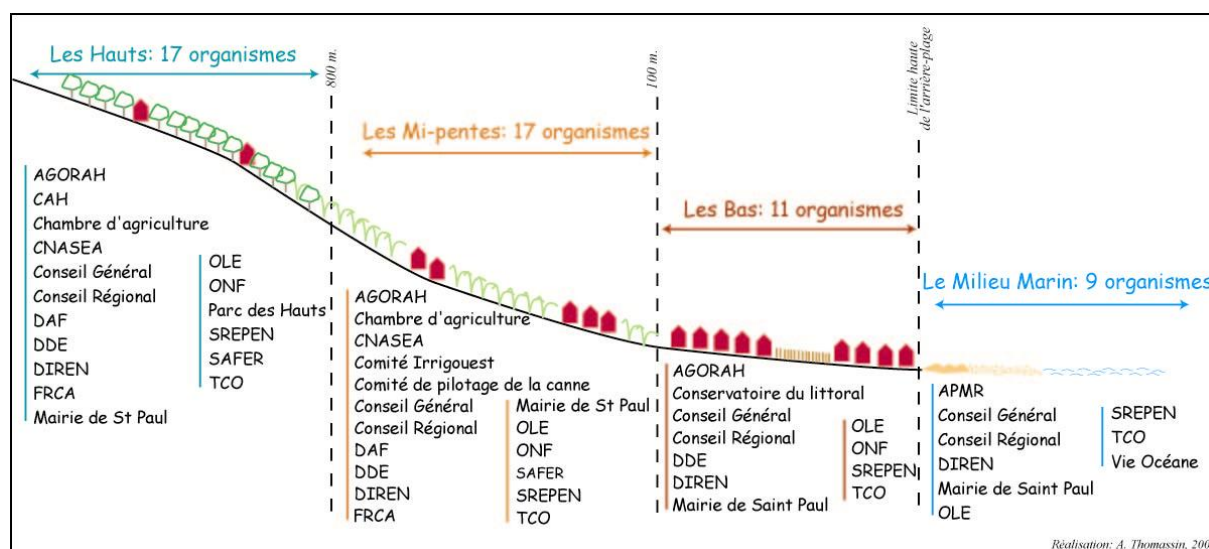 Les Hauts: 17 organismes
800 m.
Les Mi-pentes: 17 organismes
100 m.
Les Bas: 11 organismes
Limite haute
de l'arrière-plage
Le Milieu Marin: 9 organismes
AGORAH
CAH
Chambre d'agriculture
CNASEA
Conseil Général
Conseil Régional
DAF
DDE
DIREN
FRCA
Mairie de St Paul
OLE
ONF
Parc des Hauts
SREPEN
SAFER
TCO
AGORAH
Chambre d'agriculture
CNASEA
Comité Irrigouest
Comité de pilotage de la canne
Conseil Général
Conseil Régional
DAF
DDE
DIREN
FRCA
Mairie de St Paul
OLE
ONF
SAFER
SREPEN
TCO
AGORAH
Conservatoire du littoral
Conseil Général
Conseil Régional
DDE
DIREN
Mairie de Saint Paul
OLE
ONF
SREPEN
TCO
APMR
Conseil Général
Conseil Régional
DIREN
Mairie de Saint Paul
OLE
SREPEN
TCO
Vie Océane
Réalisation: A. Thomassin, 200